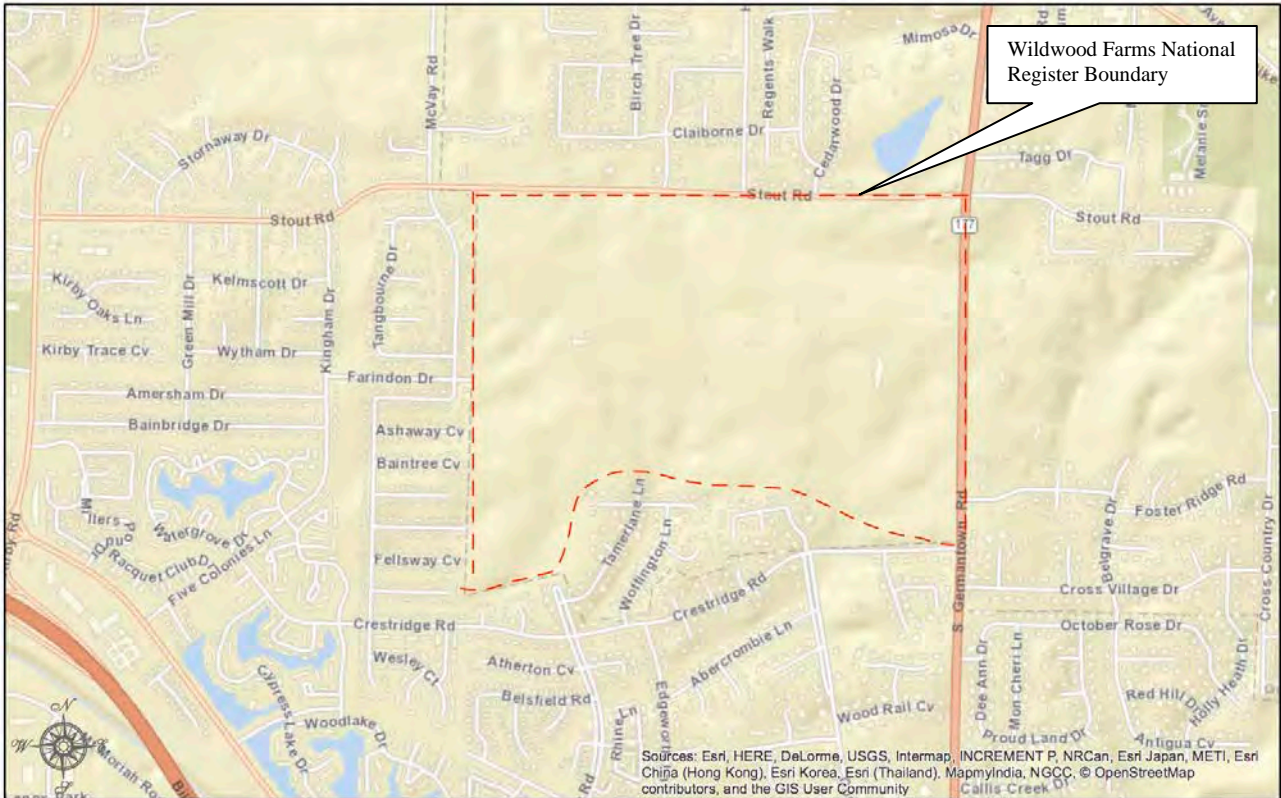 Wildwood Farms National
Register Boundary
Mimosa Dr
Birch Tree Dr
Regents Walk
McVay Rd
Claiborne Dr
Cedarwood Dr
Stornaway Dr
Tagg Dr
Melanie
Stout Rd
Stout Rd
Stout Rd
177
Kirby Oaks Ln
Green Mill Dr
Kelmscott Dr
Kingham Dr
Tangbourne Dr
Kirby Trace Cv
Wytham Dr
Farindon Dr
Amersham Dr
Bainbridge Dr
Ashaway Cv
Baintree Cv
Watergrove Dr
Racquet Club Dr
Five Colonies Ln
Fellsway Cv
Tamerlane Ln
Wottington Ln
Foster Ridge Rd
Belgrave Dr
Cross Country Dr
Cross Village Dr
S Germantown Rd
Crestridge Rd
Crestridge Rd
October Rose Dr
Wesley Ct
Atherton Cv
Abercrombie Ln
Dee Ann Dr
Mon Cheri Ln
Red Hill Dr
Holly Heath Dr
Cypress Lake Dr
Belsfield Rd
Rhine Ln
Wood Rail Cv
Woodlake Dr
Proud Land Dr
Antigua Cv
N
W
S
Sources: Esri, HERE, DeLorme, USGS, Intermap, INCREMENT P, NRCan, Esri Japan, METI, Esri
China (Hong Kong), Esri Korea, Esri (Thailand), MapmyIndia, NGCC, © OpenStreetMap
contributors, and the GIS User Community
Callis Creek Dr